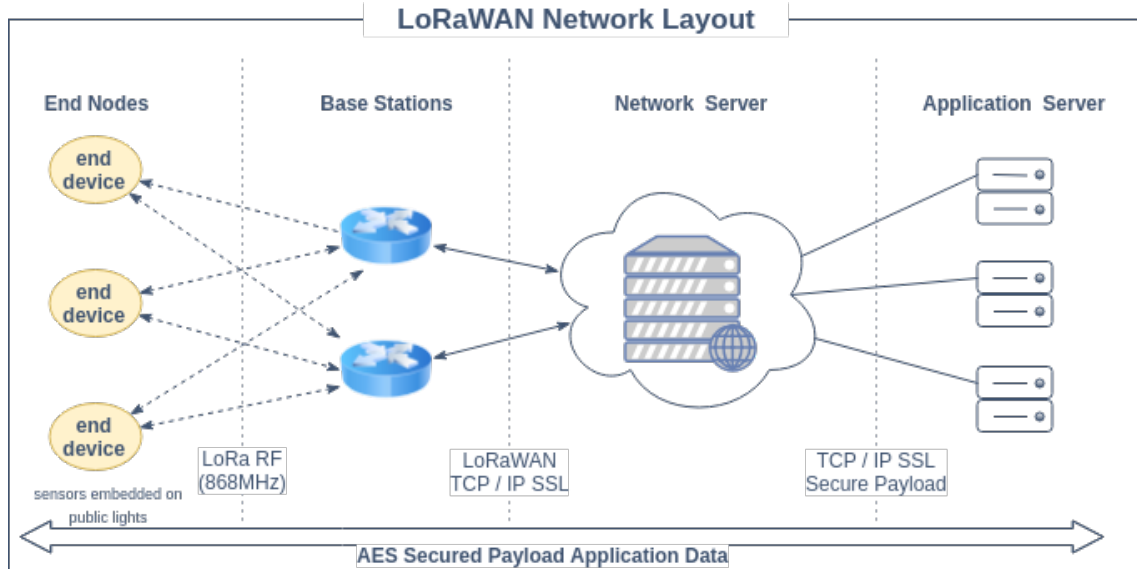 LoRaWAN Network Layout
End Nodes
Base Stations
Network Server
Application Server
end
device
end
device
end
device
sensors embedded on
public lights
LoRa RF
(868MHz)
LoRaWAN
TCP / IP SSL
TCP / IP SSL
Secure Payload
AES Secured Payload Application Data